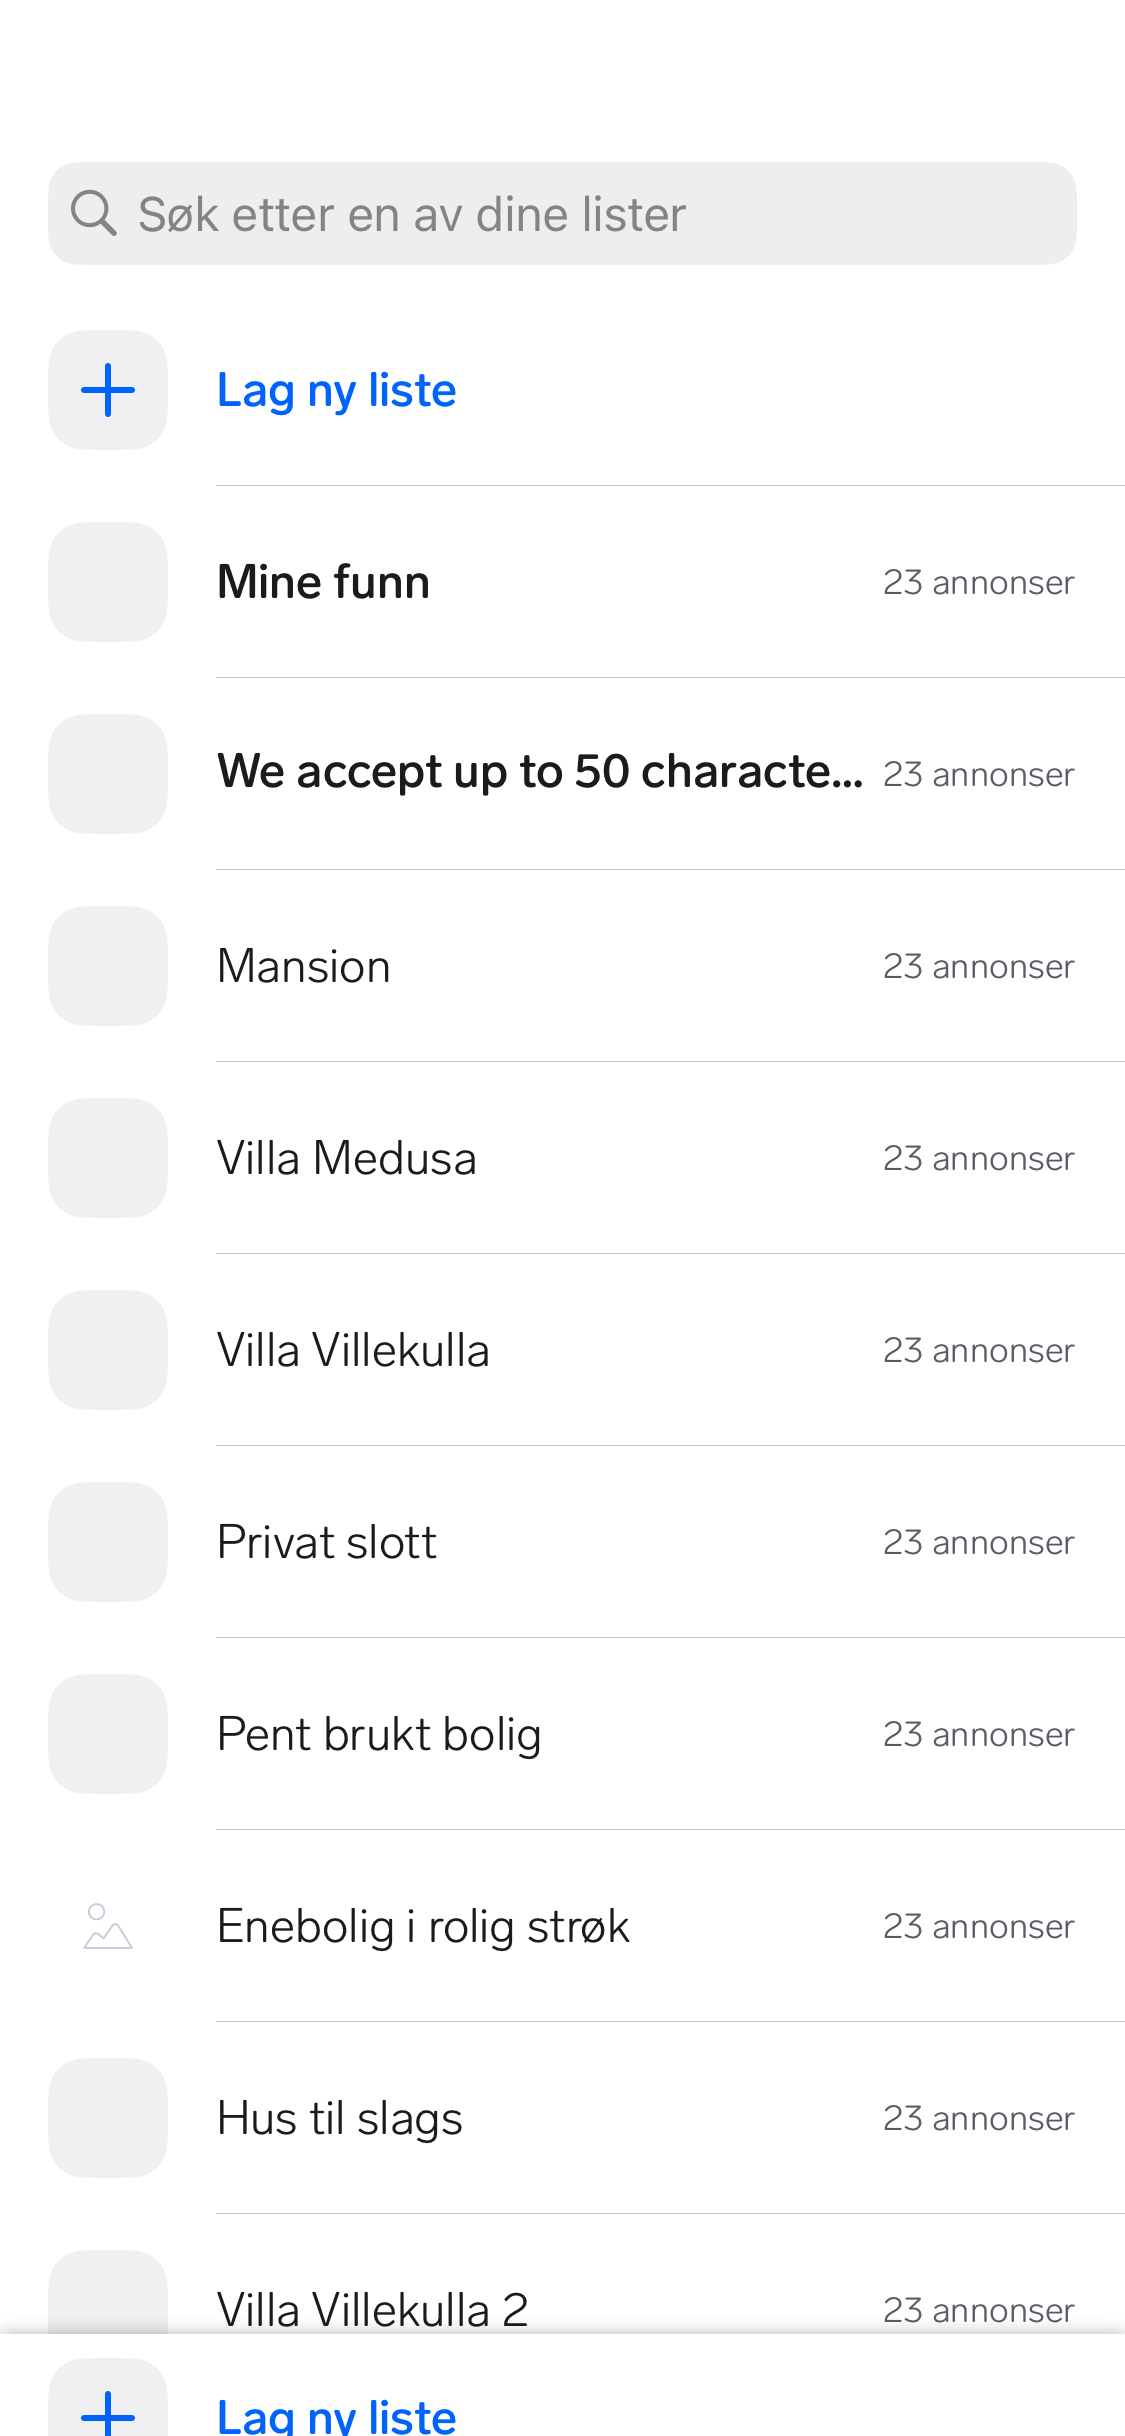 Søk etter en av dine lister
Lag ny liste
Mine funn 23 annonser
We accept up to 50 characte... 23 annonser
Mansion 23 annonser
Villa Medusa 23 annonser
Villa Villekulla 23 annonser
Privat slott 23 annonser
Pent brukt bolig 23 annonser
Enebolig i rolig strøk 23 annonser
Hus til slags 23 annonser
Villa Villekulla 2 23 annonser
Lag ny liste